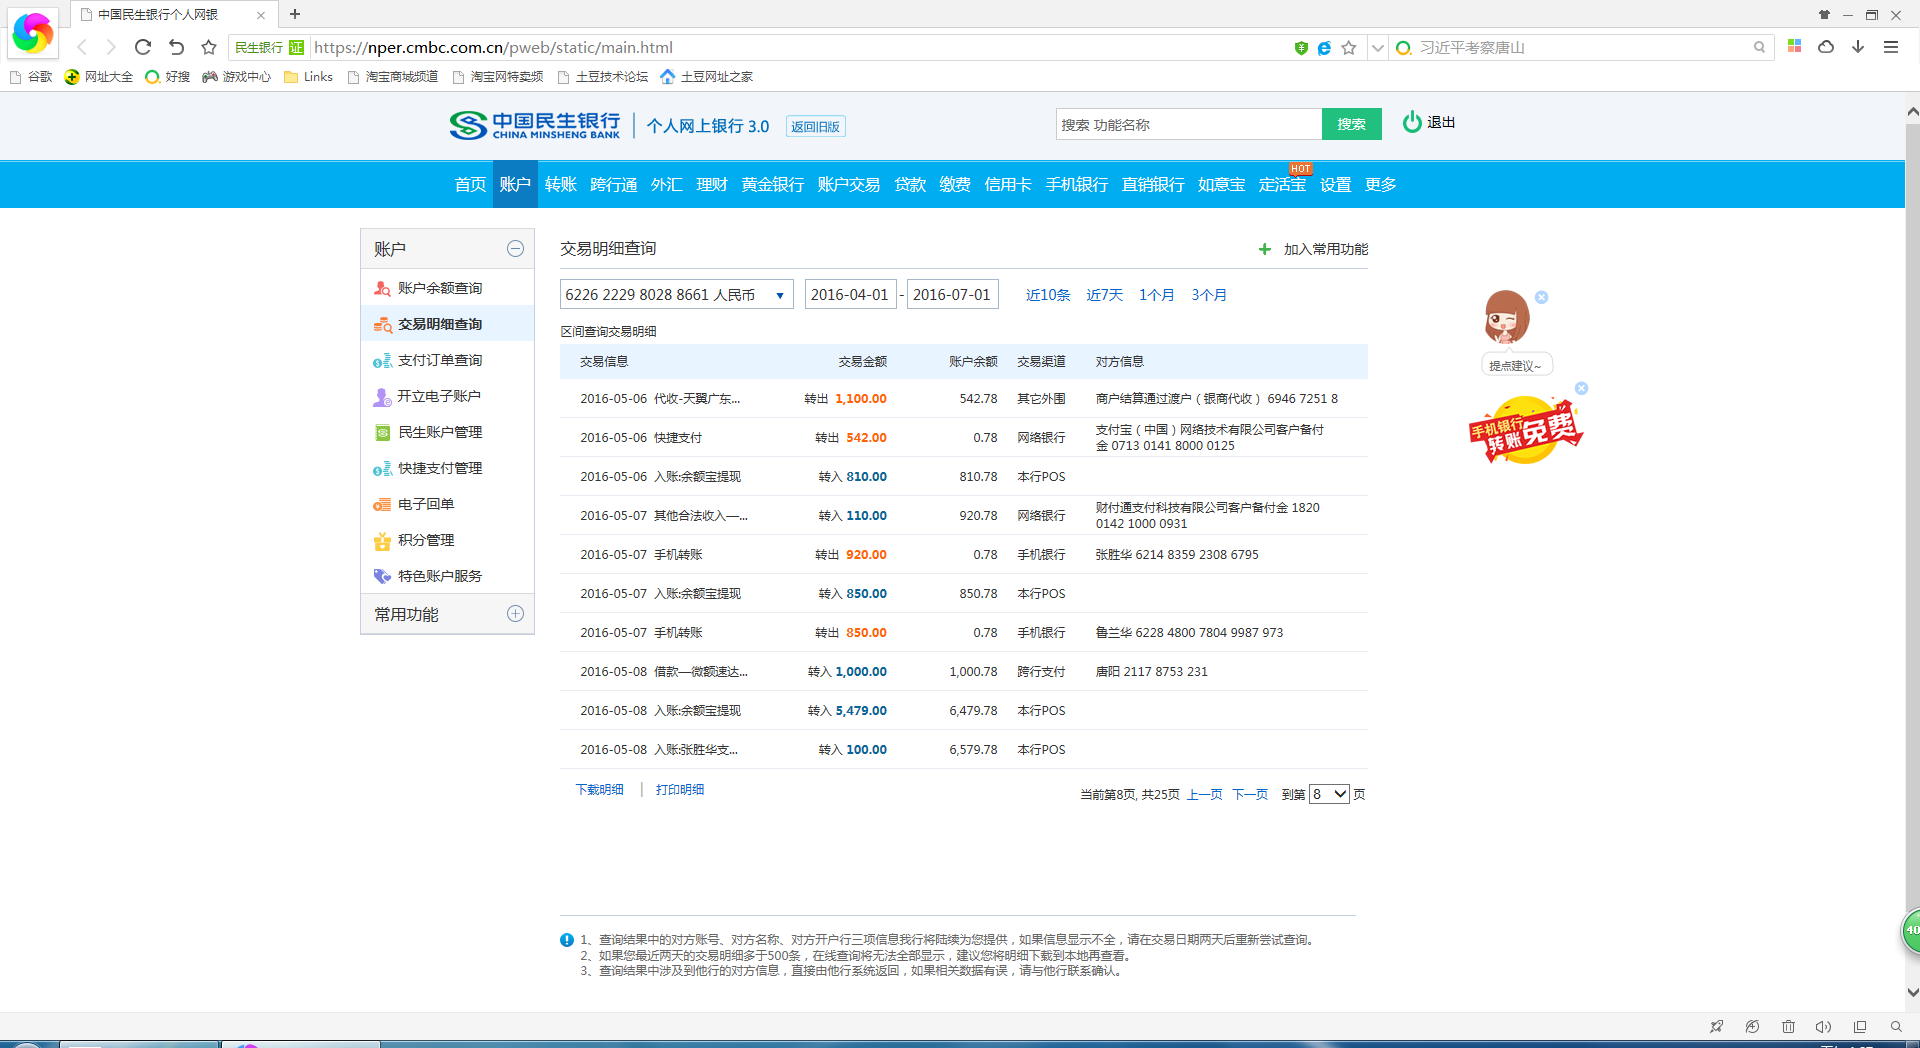 中国民生银行个人网银
民生银行 证 https://nper.cmbc.com.cn/pweb/static/main.html
习近平考察唐山
谷歌 网址大全 好搜 游戏中心 Links 淘宝商城频道 淘宝网特卖频 土豆技术论坛 土豆网址之家
中国民生银行 个人网上银行 3.0 返回旧版
CHINA MINSHENG BANK
搜索 功能名称 搜索 退出
HOT
首页 账户 转账 跨行通 外汇 理财 黄金银行 账户交易 贷款 缴费 信用卡 手机银行 直销银行 如意宝 定活宝 设置 更多
账户
账户余额查询
交易明细查询
支付订单查询
开立电子账户
民生账户管理
快捷支付管理
电子回单
积分管理
特色账户服务
常用功能
交易明细查询 加入常用功能
6226 2229 8028 8661 人民币 2016-04-01 - 2016-07-01 近10条 近7天 1个月 3个月
区间查询交易明细
交易信息 交易金额 账户余额 交易渠道 对方信息
2016-05-06 代收-天翼广东... 转出 1,100.00 542.78 其它外围 商户结算通过渡户（银商代收） 6946 7251 8
2016-05-06 快捷支付 转出 542.00 0.78 网络银行 支付宝（中国）网络技术有限公司客户备付
金 0713 0141 8000 0125
2016-05-06 入账:余额宝提现 转入 810.00 810.78 本行POS
2016-05-07 其他合法收入—... 转入 110.00 920.78 网络银行 财付通支付科技有限公司客户备付金 1820
0142 1000 0931
2016-05-07 手机转账 转出 920.00 0.78 手机银行 张胜华 6214 8359 2308 6795
2016-05-07 入账:余额宝提现 转入 850.00 850.78 本行POS
2016-05-07 手机转账 转出 850.00 0.78 手机银行 鲁兰华 6228 4800 7804 9987 973
2016-05-08 借款—微额速达... 转入 1,000.00 1,000.78 跨行支付 唐阳 2117 8753 231
2016-05-08 入账:余额宝提现 转入 5,479.00 6,479.78 本行POS
2016-05-08 入账:张胜华支... 转入 100.00 6,579.78 本行POS
下载明细 | 打印明细 当前第8页, 共25页 上一页 下一页 到第 8 页
提点建议~
手机银行
转账免费
40
1、查询结果中的对方账号、对方名称、对方开户行三项信息我行将陆续为您提供，如果信息显示不全，请在交易日期两天后重新尝试查询。
2、如果您最近两天的交易明细多于500条，在线查询将无法全部显示，建议您将明细下载到本地再查看。
3、查询结果中涉及到他行的对方信息，直接由他行系统返回，如果相关数据有误，请与他行联系确认。